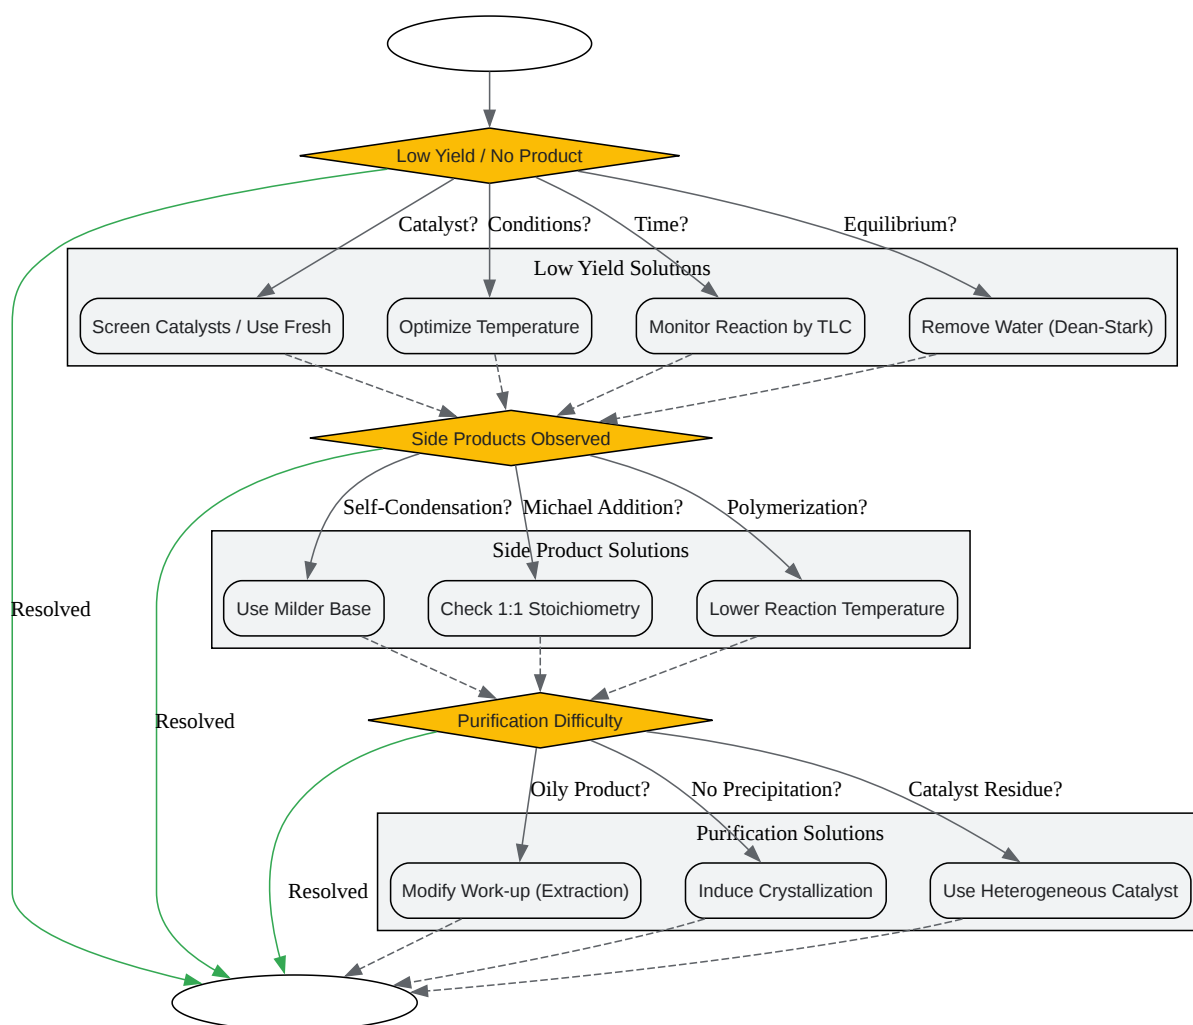 Low Yield / No Product
Catalyst?
Conditions?
Time?
Equilibrium?
Low Yield Solutions
Screen Catalysts / Use Fresh
Optimize Temperature
Monitor Reaction by TLC
Remove Water (Dean-Stark)
Side Products Observed
Self-Condensation?
Michael Addition?
Polymerization?
Side Product Solutions
Use Milder Base
Check 1:1 Stoichiometry
Lower Reaction Temperature
Resolved
Purification Difficulty
Resolved
Oily Product?
No Precipitation?
Catalyst Residue?
Purification Solutions
Modify Work-up (Extraction)
Induce Crystallization
Use Heterogeneous Catalyst
Resolved